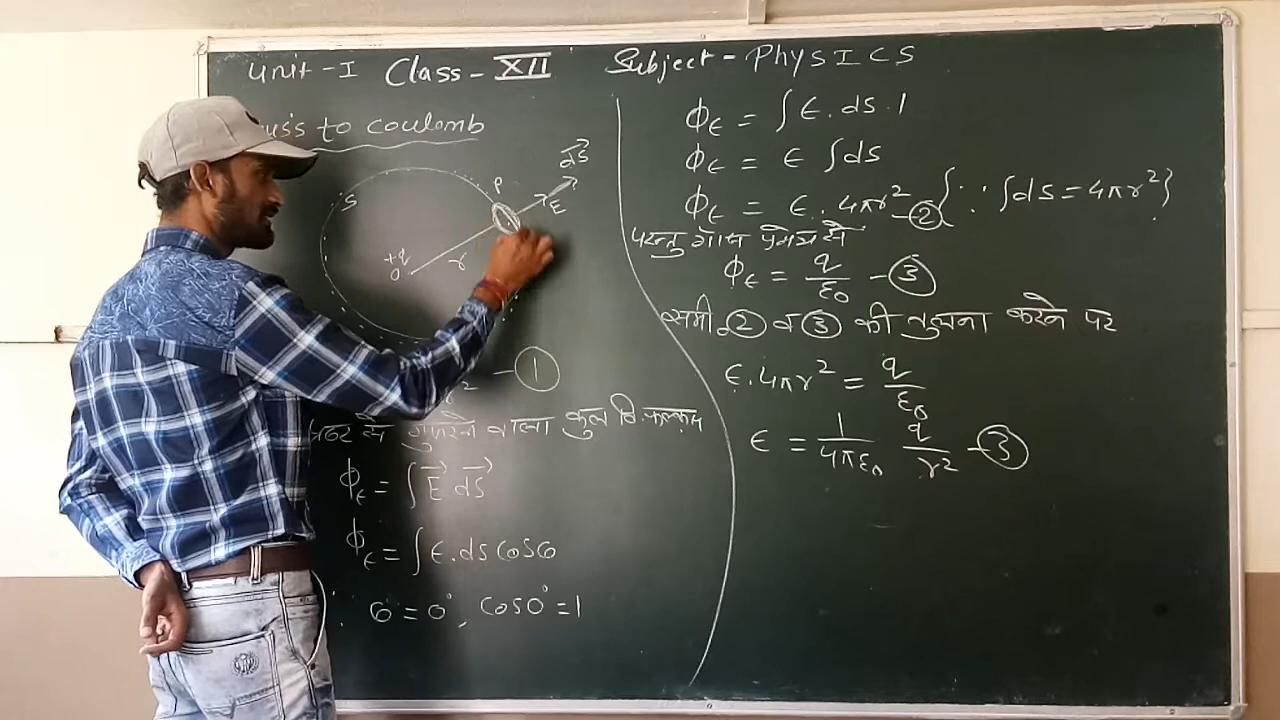 Unit - I Class - XII Subject - PhysICS
to coulomb
S
P
dS
E
+q
O
r
r² - ①
से गुजरने वाला कुल वि. फ्लक्स
ϕE = ∫ E dS
ϕE = ∫ E. ds cosθ
θ = 0°, cos0° = 1
ϕE = ∫ E. ds. 1
ϕE = E ∫ds
ϕE = E. 4πr² - ② {∵ ∫ds = 4πr²}
परन्तु गॉस प्रमेय से
ϕE = q/ε0 - ③
समी. ② व ③ की तुलना करने पर
E. 4πr² = q/ε0
E = 1/4πε0 q/r² - ③